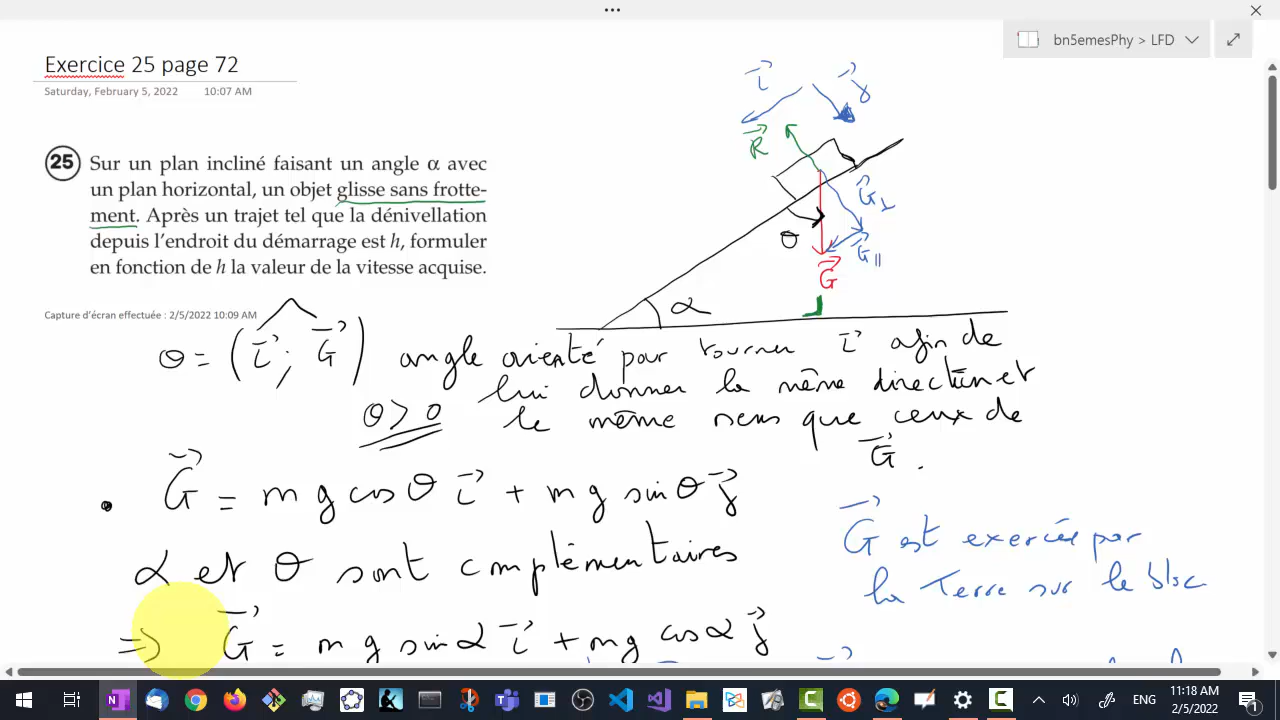 bn5emesPhy > LFD
Exercice 25 page 72
Saturday, February 5, 2022 10:07 AM
25 Sur un plan incliné faisant un angle α avec
un plan horizontal, un objet glisse sans frotte-
ment. Après un trajet tel que la dénivellation
depuis l'endroit du démarrage est h, formuler
en fonction de h la valeur de la vitesse acquise.
Capture d'écran effectuée : 2/5/2022 10:09 AM
i⃗ j⃗
R⃗
G⃗⊥
θ
G⃗∥
G⃗
α
θ = (i⃗ ; G⃗) angle orienté pour tourner i⃗ afin de
lui donner la même direction et
θ > 0 le même sens que ceux de
G⃗.
• G⃗ = m g cos θ i⃗ + m g sin θ j⃗
G⃗ est exercée par
α et θ sont complémentaires
la Terre sur le bloc
=> G⃗ = m g sin α i⃗ + m g cos α j⃗
ENG
11:18 AM
2/5/2022
1